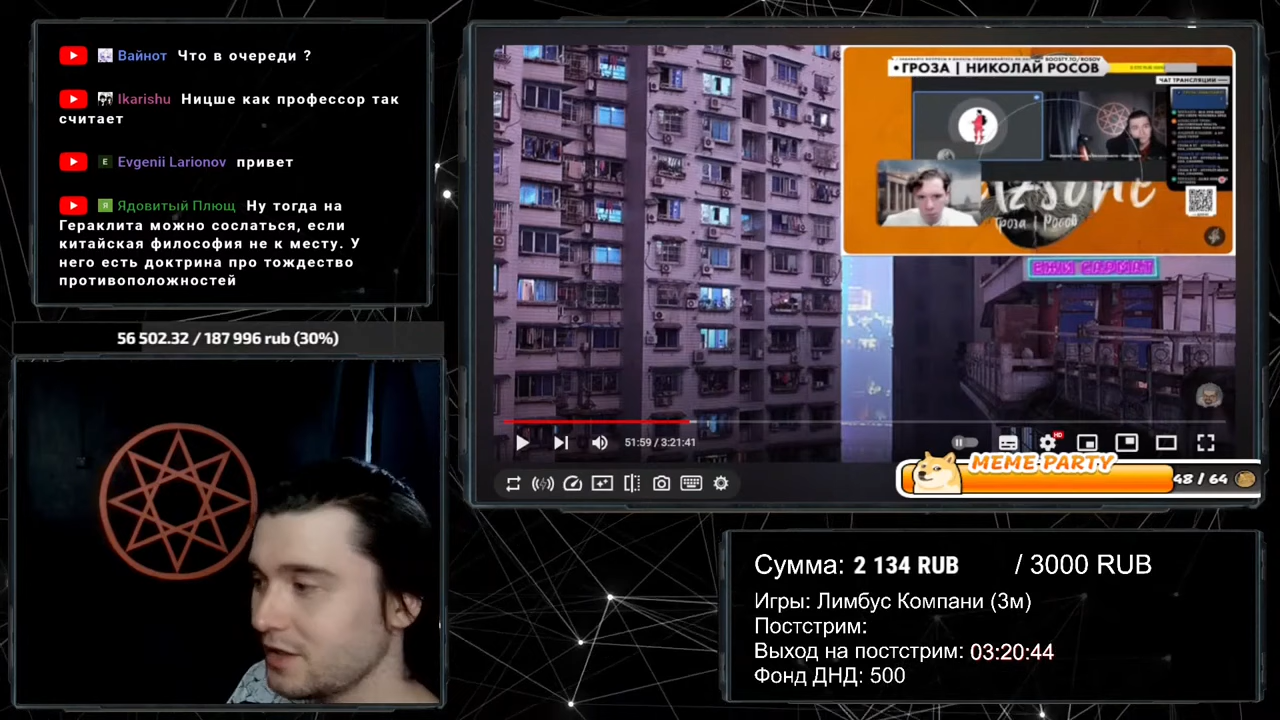 Вайнот Что в очереди ?
Ikarishu Ницше как профессор так
считает
E Evgenii Larionov привет
Я Ядовитый Плющ Ну тогда на
Гераклита можно сослаться, если
китайская философия не к месту. У
него есть доктрина про тождество
противоположностей
56 502.32 / 187 996 rub (30%)
• ГРОЗА | НИКОЛАЙ РОСОВ
ЧАТ ТРАНСЛЯЦИИ
Гроза | Росов
51:59 / 3:21:41
HD
MEME PARTY
48 / 64
Сумма: 2 134 RUB / 3000 RUB
Игры: Лимбус Компани (3м)
Постстрим:
Выход на постстрим: 03:20:44
Фонд ДНД: 500